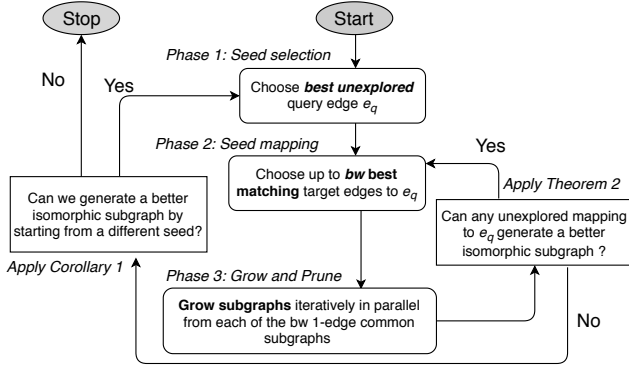 Stop
Start
Phase 1: Seed selection
No
Yes
Choose best unexplored
query edge e_q
Phase 2: Seed mapping
Yes
Choose up to bw best
matching target edges to e_q
Apply Theorem 2
Can we generate a better
isomorphic subgraph by
starting from a different seed?
Can any unexplored mapping
to e_q generate a better
isomorphic subgraph ?
Apply Corollary 1
Phase 3: Grow and Prune
Grow subgraphs iteratively in parallel
from each of the bw 1-edge common
subgraphs
No